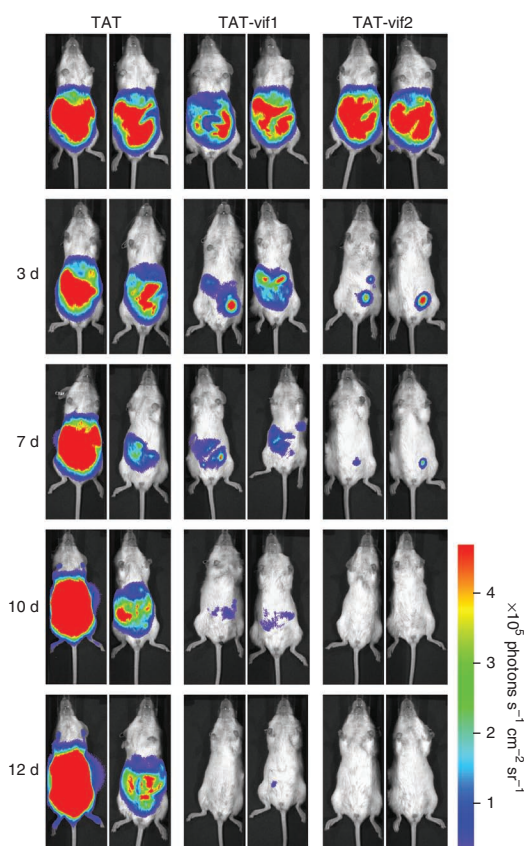 TAT TAT-vif1 TAT-vif2
3 d
7 d
10 d
12 d
4
3
2
1
×10⁵ photons s⁻¹ cm⁻² sr⁻¹